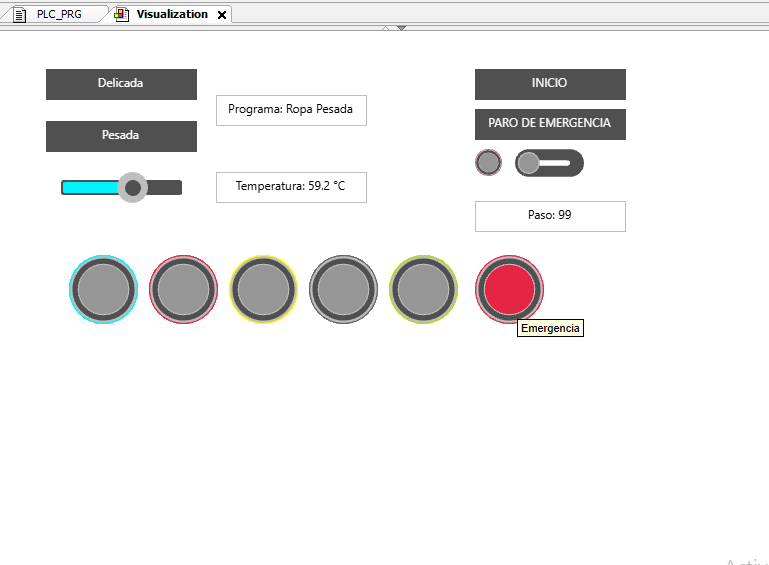 PLC_PRG
Visualization
Delicada
Programa: Ropa Pesada
Pesada
Temperatura: 59.2 °C
INICIO
PARO DE EMERGENCIA
Paso: 99
Emergencia